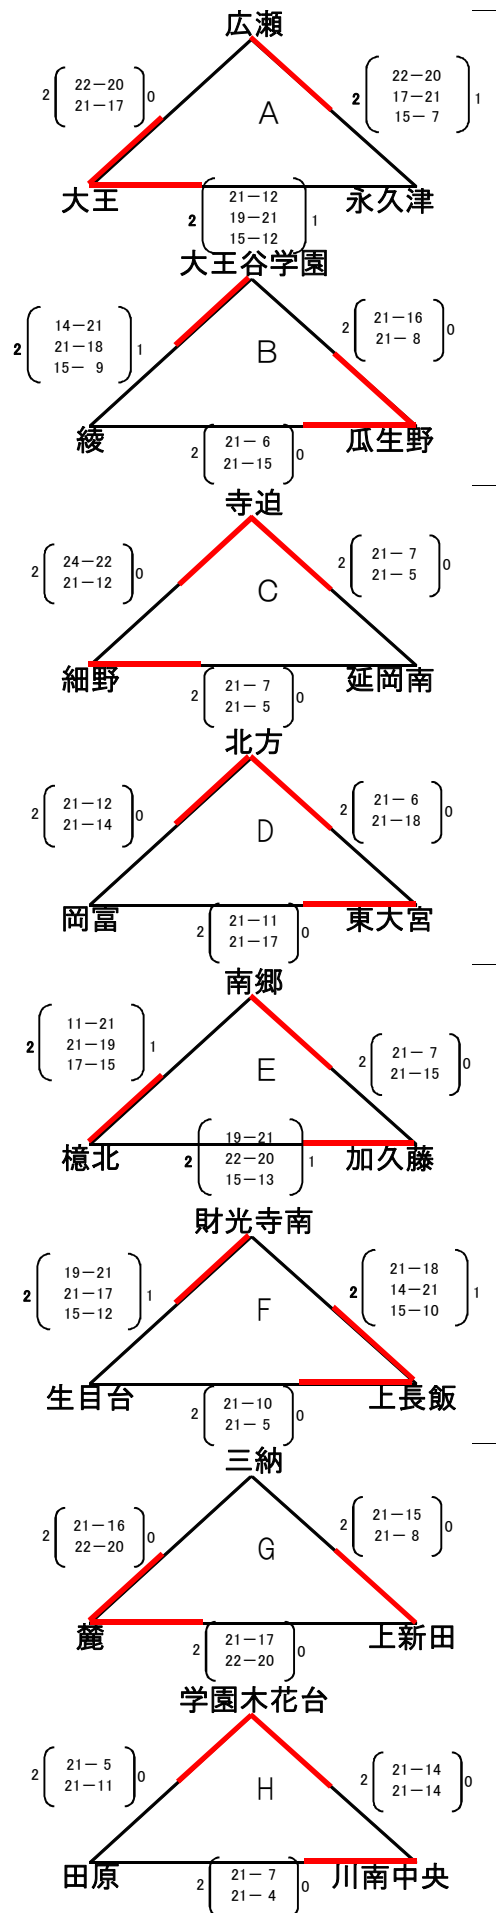 広瀬
2 22－20 0
21－17
2 22－20 1
17－21
15－ 7
A
大王
永久津
2 21－12 1
19－21
15－12
大王谷学園
2 14－21 1
21－18
15－ 9
2 21－16 0
21－ 8
B
綾
瓜生野
2 21－ 6 0
21－15
寺迫
2 24－22 0
21－12
2 21－ 7 0
21－ 5
C
細野
延岡南
2 21－ 7 0
21－ 5
北方
2 21－12 0
21－14
2 21－ 6 0
21－18
D
岡富
東大宮
2 21－11 0
21－17
南郷
2 11－21 1
21－19
17－15
2 21－ 7 0
21－15
E
檍北
加久藤
2 19－21 1
22－20
15－13
財光寺南
2 19－21 1
21－17
15－12
2 21－18 1
14－21
15－10
F
生目台
上長飯
2 21－10 0
21－ 5
三納
2 21－16 0
22－20
2 21－15 0
21－ 8
G
麓
上新田
2 21－17 0
22－20
学園木花台
2 21－ 5 0
21－11
2 21－14 0
21－14
H
田原
川南中央
2 21－ 7 0
21－ 4